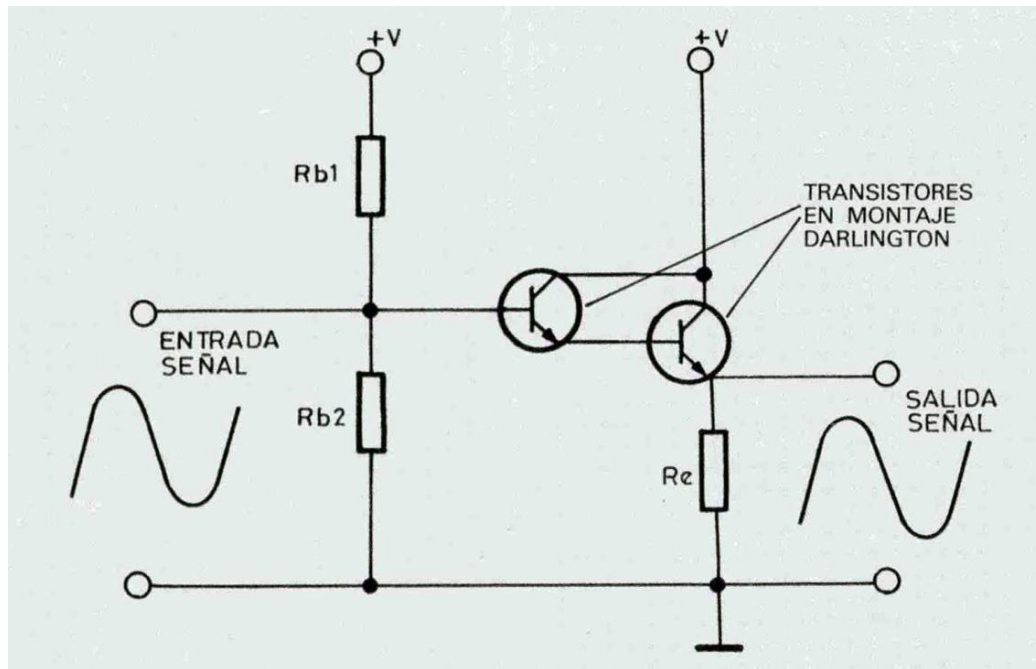 +V
+V
Rb1
TRANSISTORES
EN MONTAJE
DARLINGTON
ENTRADA
SEÑAL
Rb2
SALIDA
SEÑAL
Re